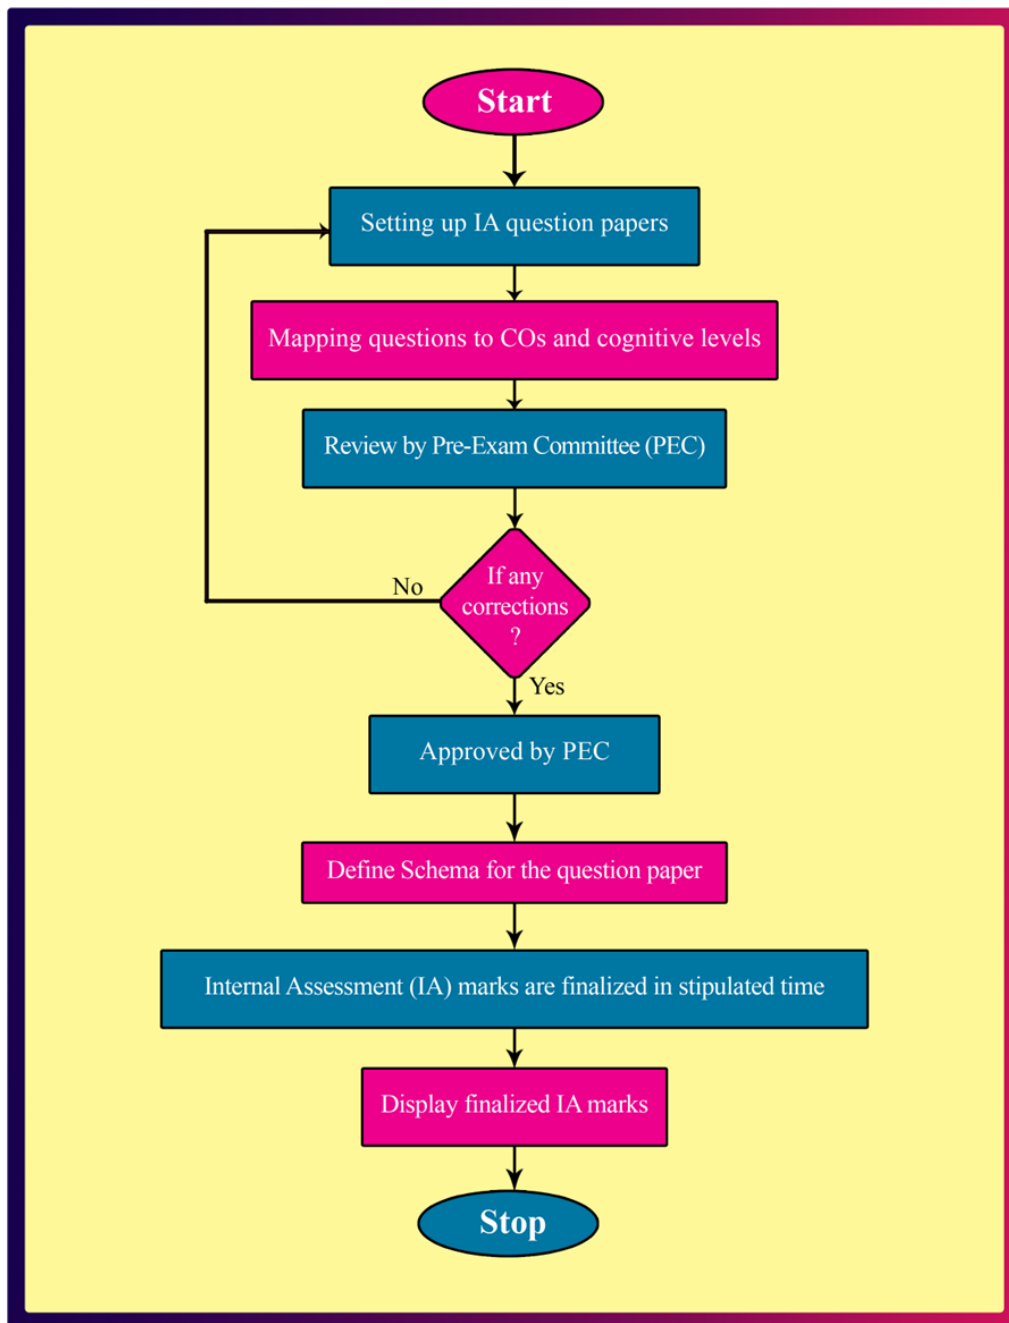 Start
Setting up IA question papers
Mapping questions to COs and cognitive levels
Review by Pre-Exam Committee (PEC)
If any
corrections
?
No
Yes
Approved by PEC
Define Schema for the question paper
Internal Assessment (IA) marks are finalized in stipulated time
Display finalized IA marks
Stop